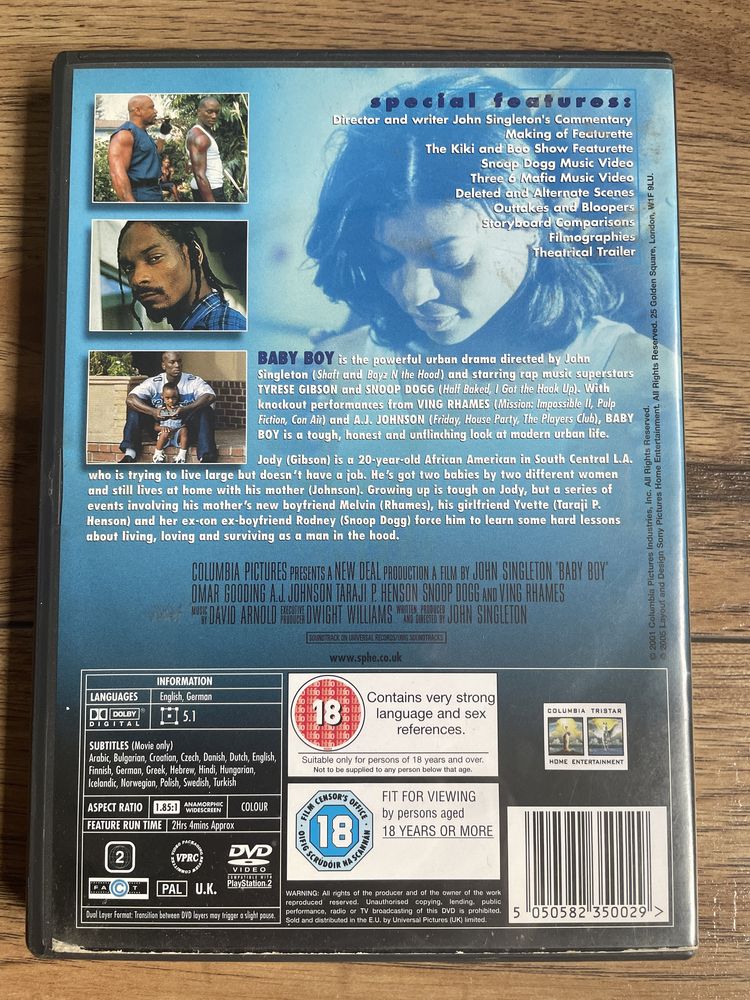 special features:
Director and writer John Singleton's Commentary
Making of Featurette
The Kiki and Boo Show Featurette
Snoop Dogg Music Video
Three 6 Mafia Music Video
Deleted and Alternate Scenes
Outtakes and Bloopers
Storyboard Comparisons
Filmographies
Theatrical Trailer
BABY BOY is the powerful urban drama directed by John
Singleton (Shaft and Boyz N the Hood) and starring rap music superstars
TYRESE GIBSON and SNOOP DOGG (Half Baked, I Got the Hook Up). With
knockout performances from VING RHAMES (Mission: Impossible II, Pulp
Fiction, Con Air) and A.J. JOHNSON (Friday, House Party, The Players Club), BABY
BOY is a tough, honest and unflinching look at modern urban life.
Jody (Gibson) is a 20-year-old African American in South Central L.A.
who is trying to live large but doesn't have a job. He's got two babies by two different women
and still lives at home with his mother (Johnson). Growing up is tough on Jody, but a series of
events involving his mother's new boyfriend Melvin (Rhames), his girlfriend Yvette (Taraji P.
Henson) and her ex-con ex-boyfriend Rodney (Snoop Dogg) force him to learn some hard lessons
about living, loving and surviving as a man in the hood.
COLUMBIA PICTURES PRESENTS A NEW DEAL PRODUCTION A FILM BY JOHN SINGLETON "BABY BOY"
OMAR GOODING A.J. JOHNSON TARAJI P. HENSON SNOOP DOGG AND VING RHAMES
MUSIC BY DAVID ARNOLD EXECUTIVE PRODUCER DWIGHT WILLIAMS WRITTEN PRODUCED AND DIRECTED BY JOHN SINGLETON
www.sphe.co.uk
© 2001 Columbia Pictures Industries, Inc. All Rights Reserved.
© 2005 Layout and Design Sony Pictures Home Entertainment. All Rights Reserved. 25 Golden Square, London, W1F 9LU.
INFORMATION
LANGUAGES English, German
DOLBY DIGITAL 5.1
SUBTITLES (Movie only)
Arabic, Bulgarian, Croatian, Czech, Danish, Dutch, English,
Finnish, German, Greek, Hebrew, Hindi, Hungarian,
Icelandic, Norwegian, Polish, Swedish, Turkish
ASPECT RATIO 1.85:1 ANAMORPHIC WIDESCREEN COLOUR
FEATURE RUN TIME 2Hrs 4mins Approx
2
VPRC
DVD VIDEO
COMPATIBLE WITH
PlayStation.2
FACT
PAL U.K.
Dual Layer Format: Transition between DVD layers may trigger a slight pause.
18
Contains very strong
language and sex
references.
Suitable only for persons of 18 years and over.
Not to be supplied to any person below that age.
FILM CENSOR'S OFFICE
18
OIFIG SCRÚDÓIR NA SCANNÁN
FIT FOR VIEWING
by persons aged
18 YEARS OR MORE
WARNING: All rights of the producer and of the owner of the work
reproduced reserved. Unauthorised copying, lending, public
performance, radio or TV broadcasting of this DVD is prohibited.
Sold and distributed in the E.U. by Universal Pictures (UK) limited.
COLUMBIA TRISTAR
HOME ENTERTAINMENT
5 050582 350029 >